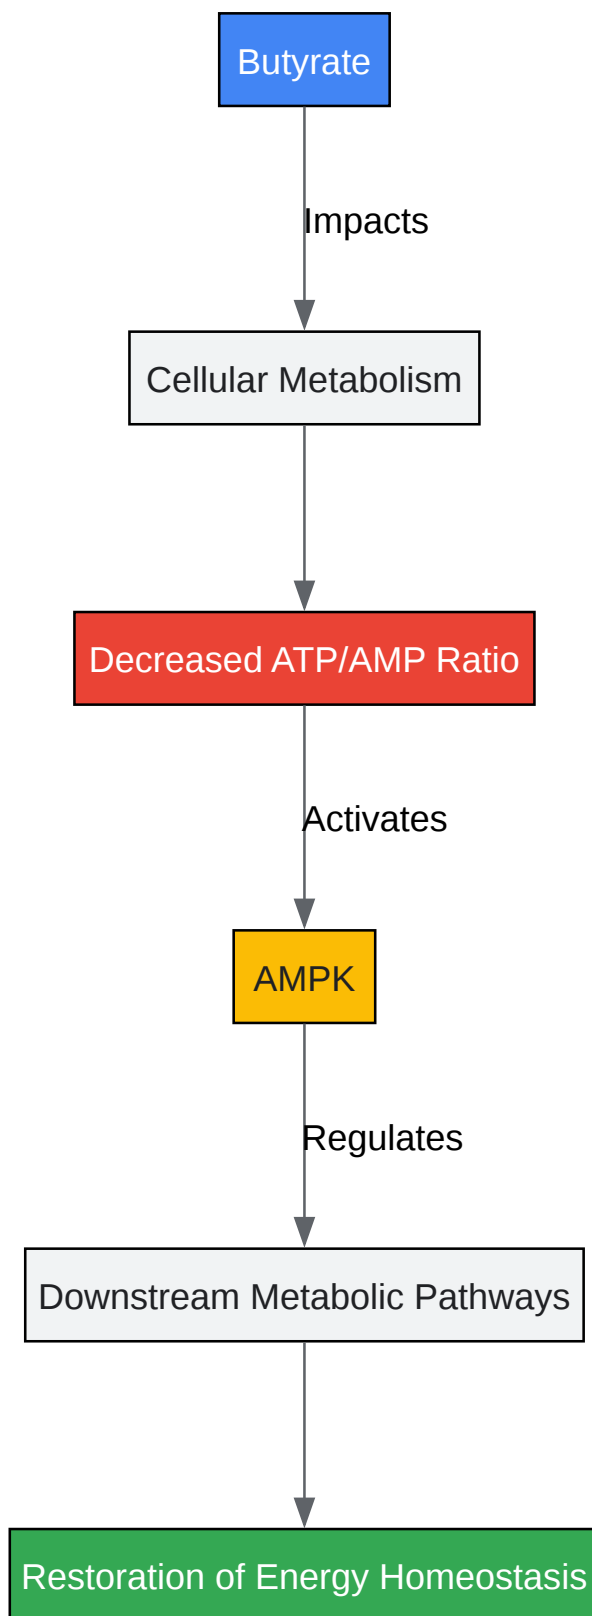 Butyrate
Impacts
Cellular Metabolism
Decreased ATP/AMP Ratio
Activates
AMPK
Regulates
Downstream Metabolic Pathways
Restoration of Energy Homeostasis